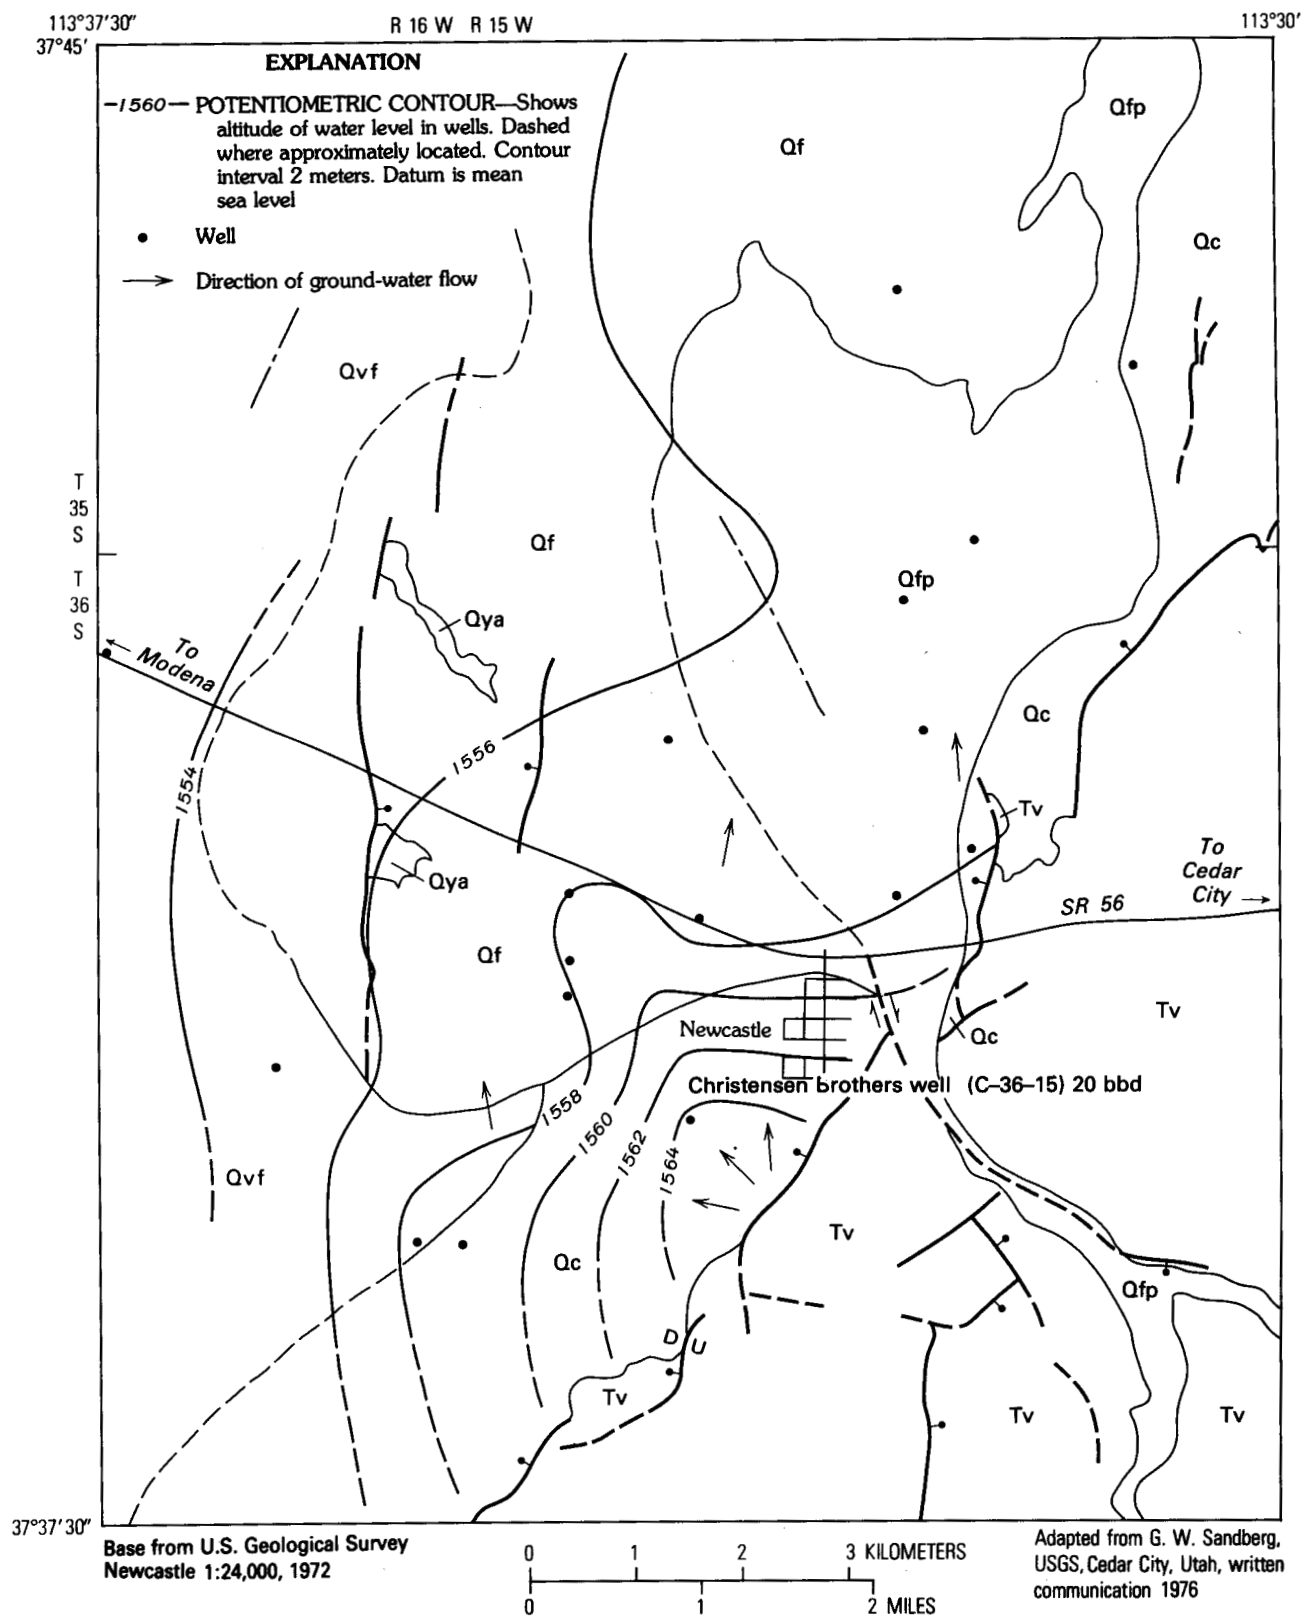 113°37′30″
R 16 W R 15 W
113°30′
37°45′
EXPLANATION
–1560— POTENTIOMETRIC CONTOUR—Shows
altitude of water level in wells. Dashed
where approximately located. Contour
interval 2 meters. Datum is mean
sea level
Well
Direction of ground-water flow
Qfp
Qf
Qc
Qvf
T
35
S
T
36
S
Qf
Qfp
Qya
To
Modena
Qc
1556
1554
Tv
To
Cedar
City
Qya
SR 56
Qf
Tv
Newcastle
Qc
Christensen brothers well (C–36–15) 20 bbd
1558
1560
1562
1564
Qvf
Tv
Qc
Qfp
D
U
Tv
Tv
Tv
37°37′30″
Base from U.S. Geological Survey
Newcastle 1:24,000, 1972
0 1 2 3 KILOMETERS
0 1 2 MILES
Adapted from G. W. Sandberg,
USGS, Cedar City, Utah, written
communication 1976